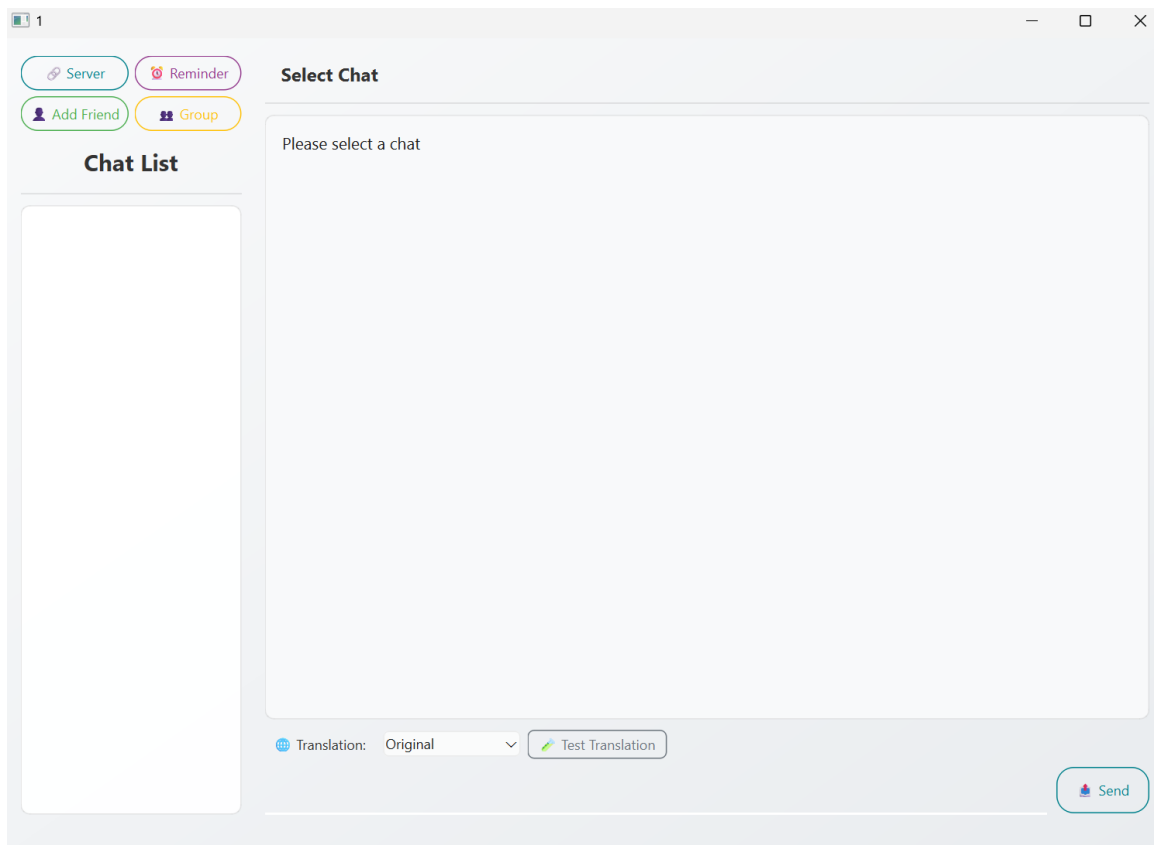 1
Server
Reminder
Add Friend
Group
Chat List
Select Chat
Please select a chat
Translation:
Original
Test Translation
Send